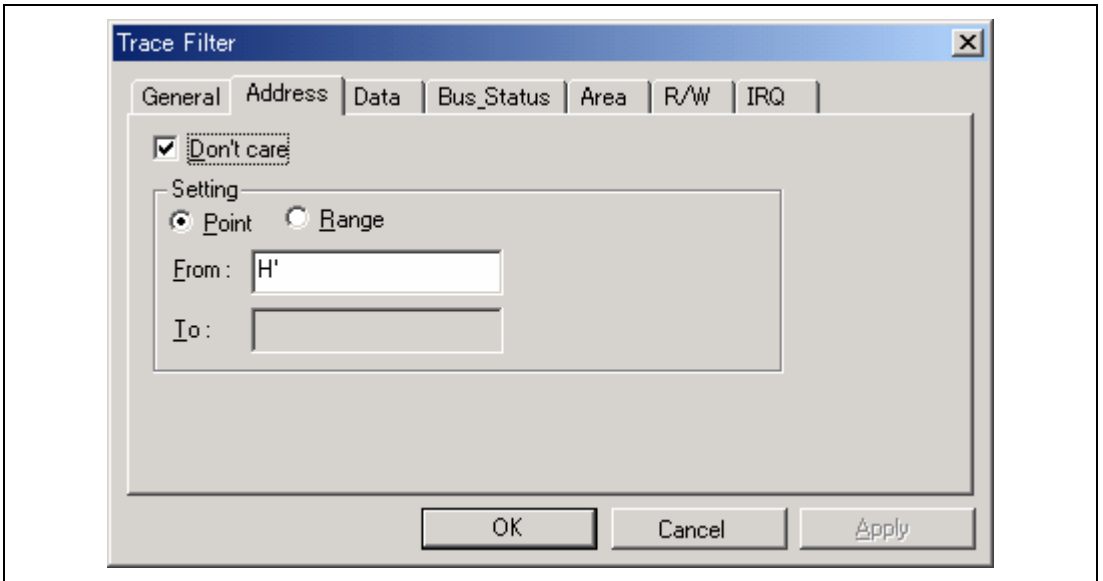 Trace Filter
General Address Data Bus_Status Area R/W IRQ
Don't care
Setting
Point Range
From : H'
To :
OK Cancel Apply